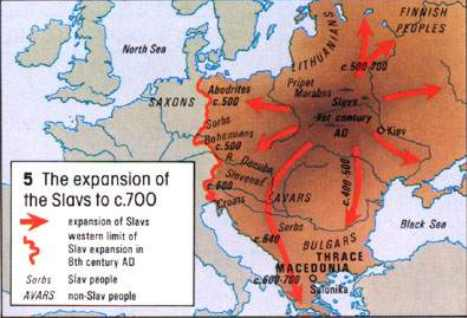 North Sea
FINNISH
PEOPLES
LITHUANIANS
c.500-700
Abodrites
c.500
SAXONS
Pripet
Marshes
Slavs
1st century
AD
Kiev
Sorbs
Bohemians
c.500
R. Danube
Slovenes
c.600
Croats
AVARS
c.400-500
c.640
Sorbs
BULGARS
THRACE
MACEDONIA
c.600-700
Salonika
Black Sea
5 The expansion of
the Slavs to c.700
expansion of Slavs
western limit of
Slav expansion in
8th century AD
Serbs Slav people
AVARS non-Slav people